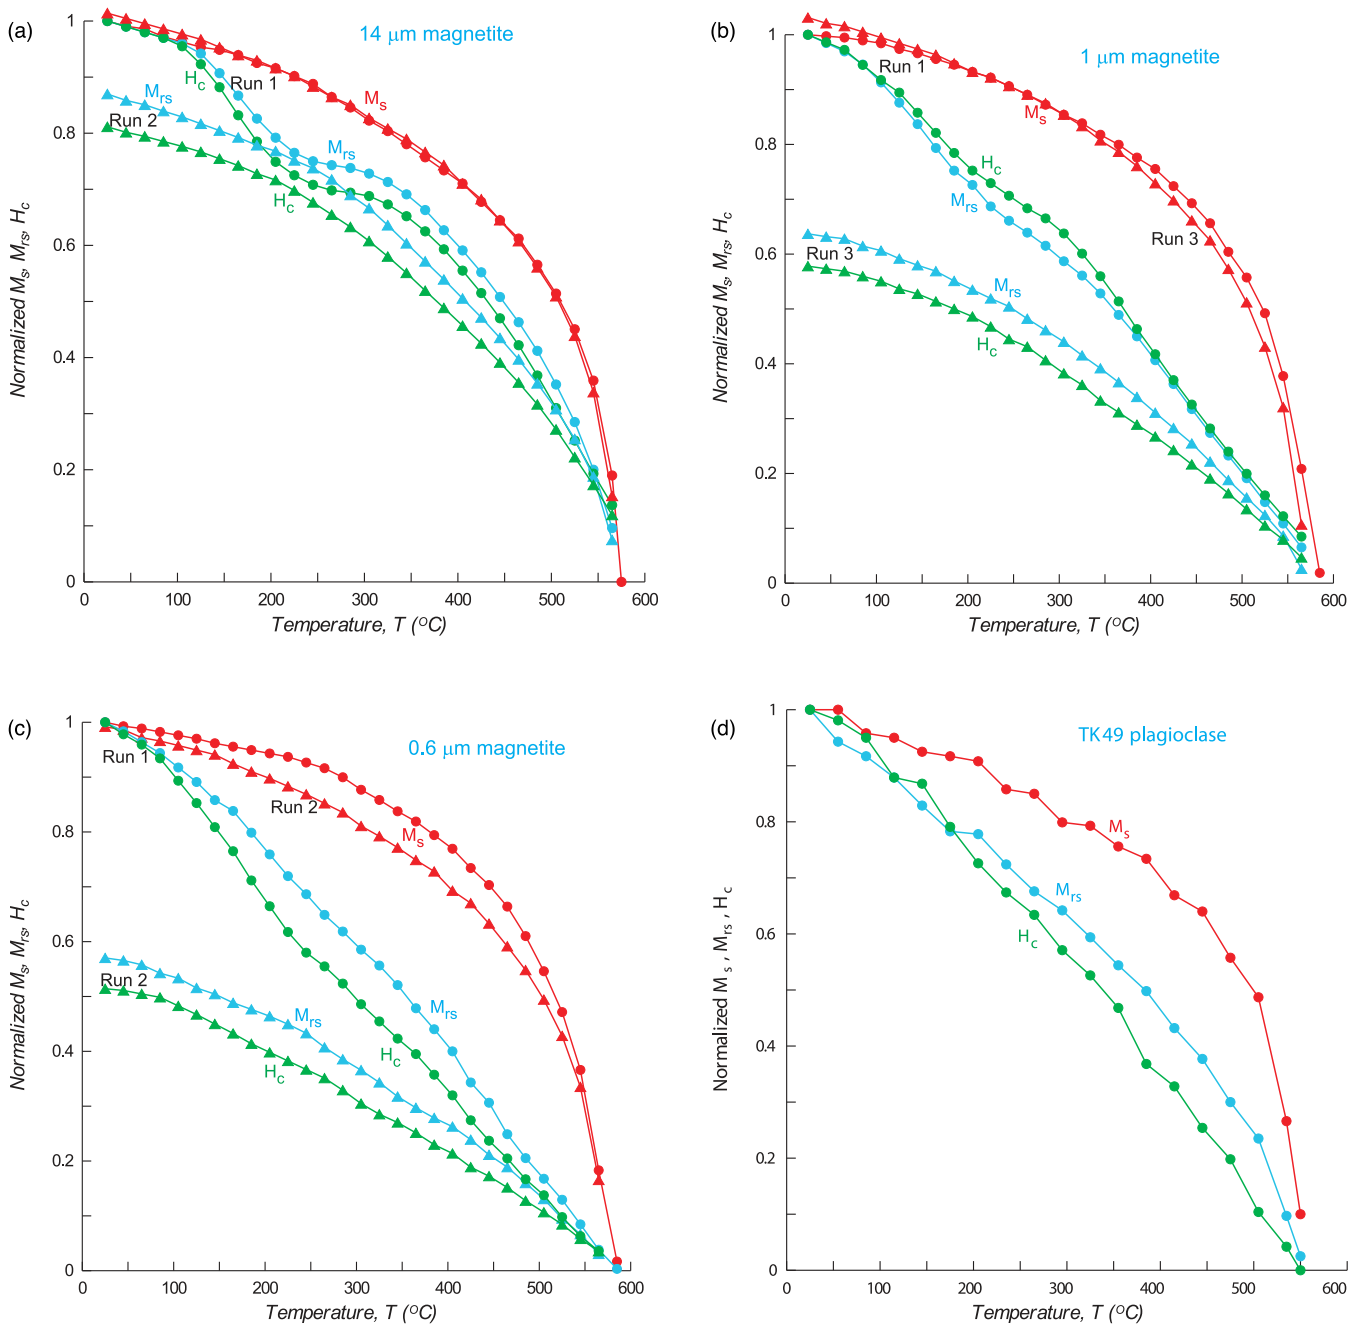 (a)
14 μm magnetite
Normalized Ms, Mrs, Hc
1
0.8
0.6
0.4
0.2
0
Hc
Run 1
Mrs
Run 2
Ms
Mrs
Hc
0 100 200 300 400 500 600
Temperature, T (OC)
(b)
1 μm magnetite
Normalized Ms, Mrs, Hc
1
0.8
0.6
0.4
0.2
0
Run 1
Ms
Hc
Mrs
Run 3
Run 3
Mrs
Hc
0 100 200 300 400 500 600
Temperature, T (OC)
(c)
0.6 μm magnetite
Normalized Ms, Mrs, Hc
1
0.8
0.6
0.4
0.2
0
Run 1
Run 2
Ms
Run 2
Mrs
Mrs
Hc
Hc
0 100 200 300 400 500 600
Temperature, T (OC)
(d)
TK49 plagioclase
Normalized Ms, Mrs, Hc
1
0.8
0.6
0.4
0.2
0
Ms
Mrs
Hc
0 100 200 300 400 500 600
Temperature, T (OC)